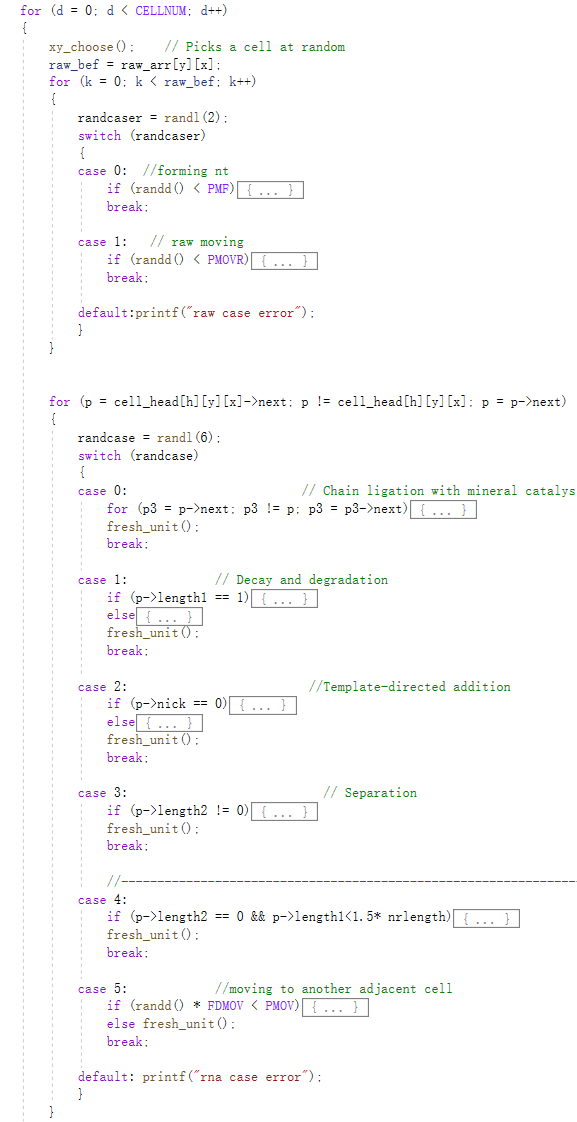 for (d = 0; d < CELLNUM; d++)
{
xy_choose();    // Picks a cell at random
raw_bef = raw_arr[y][x];
for (k = 0; k < raw_bef; k++)
{
randcaser = randl(2);
switch (randcaser)
{
case 0:  //forming nt
if (randd() < PMF) { ... }
break;
case 1:   // raw moving
if (randd() < PMOVR) { ... }
break;
default:printf("raw case error");
}
}
for (p = cell_head[h][y][x]->next; p != cell_head[h][y][x]; p = p->next)
{
randcase = randl(6);
switch (randcase)
{
case 0:                        // Chain ligation with mineral catalys
for (p3 = p->next; p3 != p; p3 = p3->next) { ... }
fresh_unit();
break;
case 1:            // Decay and degradation
if (p->length1 == 1) { ... }
else { ... }
fresh_unit();
break;
case 2:                         //Template-directed addition
if (p->nick == 0) { ... }
else { ... }
fresh_unit();
break;
case 3:                           // Separation
if (p->length2 != 0) { ... }
fresh_unit();
break;
//----------------------------------------------------------------
case 4:
if (p->length2 == 0 && p->length1<1.5* nrlength) { ... }
fresh_unit();
break;
case 5:            //moving to another adjacent cell
if (randd() * FDMOV < PMOV) { ... }
else fresh_unit();
break;
default: printf("rna case error");
}
}